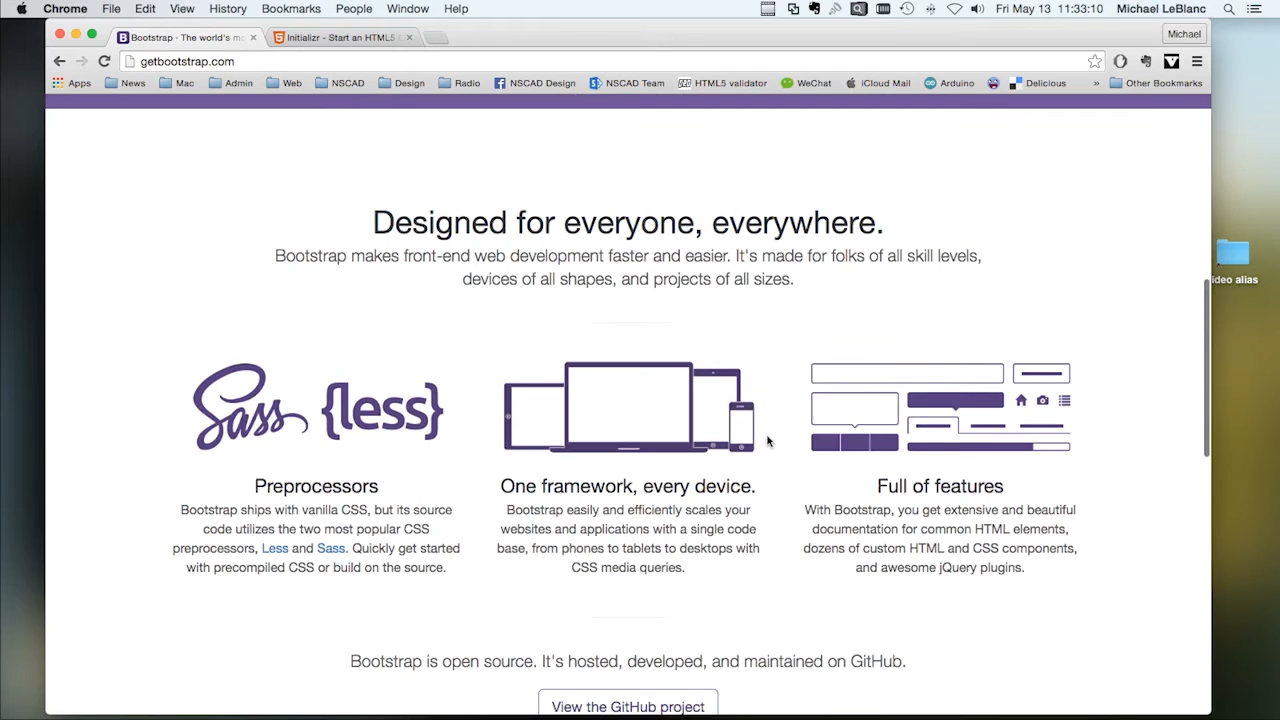 Chrome File Edit View History Bookmarks People Window Help Fri May 13 11:33:10 Michael LeBlanc
Bootstrap · The world's mo Initializr - Start an HTML5 Michael
getbootstrap.com
Apps News Mac Admin Web NSCAD Design Radio NSCAD Design NSCAD Team HTML5 validator WeChat iCloud Mail Arduino Delicious » Other Bookmarks
Designed for everyone, everywhere.
Bootstrap makes front-end web development faster and easier. It's made for folks of all skill levels,
devices of all shapes, and projects of all sizes.
ideo alias
Sass {less}
Preprocessors
Bootstrap ships with vanilla CSS, but its source
code utilizes the two most popular CSS
preprocessors, Less and Sass. Quickly get started
with precompiled CSS or build on the source.
One framework, every device.
Bootstrap easily and efficiently scales your
websites and applications with a single code
base, from phones to tablets to desktops with
CSS media queries.
Full of features
With Bootstrap, you get extensive and beautiful
documentation for common HTML elements,
dozens of custom HTML and CSS components,
and awesome jQuery plugins.
Bootstrap is open source. It's hosted, developed, and maintained on GitHub.
View the GitHub project